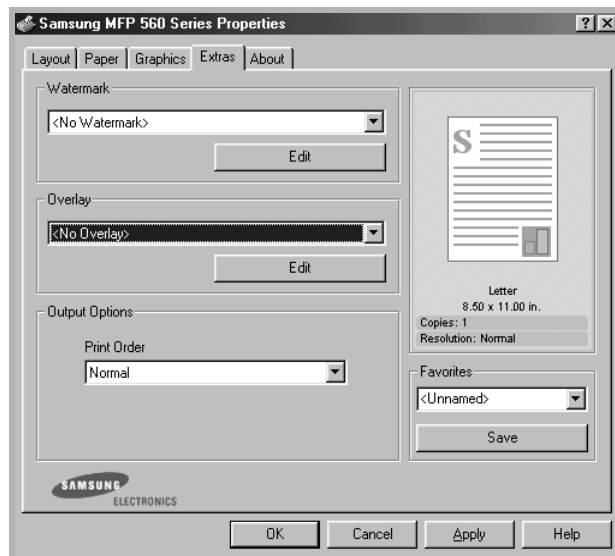 Samsung MFP 560 Series Properties
Layout Paper Graphics Extras About
Watermark
<No Watermark>
Edit
Overlay
<No Overlay>
Edit
Output Options
Print Order
Normal
S
Letter
8.50 x 11.00 in.
Copies: 1
Resolution: Normal
Favorites
<Unnamed>
Save
SAMSUNG
ELECTRONICS
OK Cancel Apply Help